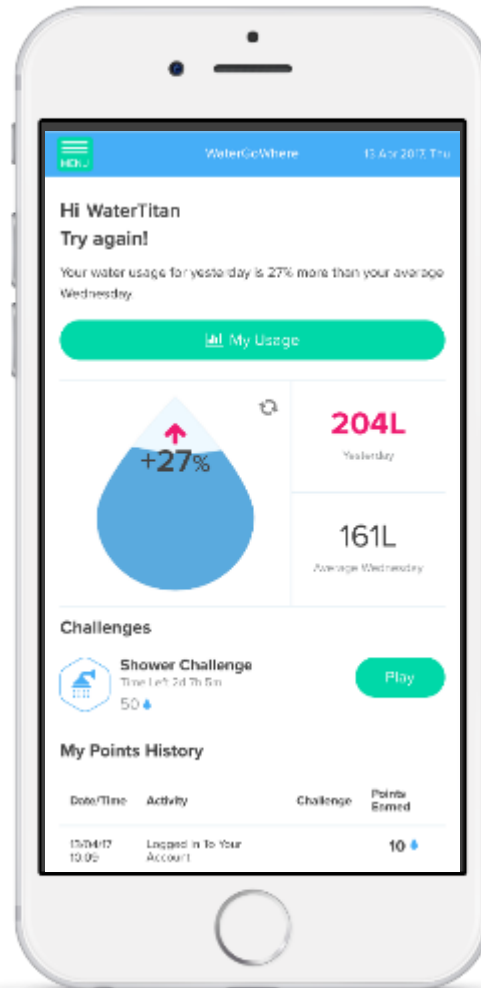 MENU
WaterGoWhere
13 Apr 2017, Thu
Hi WaterTitan
Try again!
Your water usage for yesterday is 27% more than your average
Wednesday.
My Usage
+27%
204L
Yesterday
161L
Average Wednesday
Challenges
Shower Challenge
Time Left 2d 7h 5m
50
Play
My Points History
Date/Time
Activity
Challenge
Points
Earned
13/04/17
10:09
Logged In To Your
Account
10